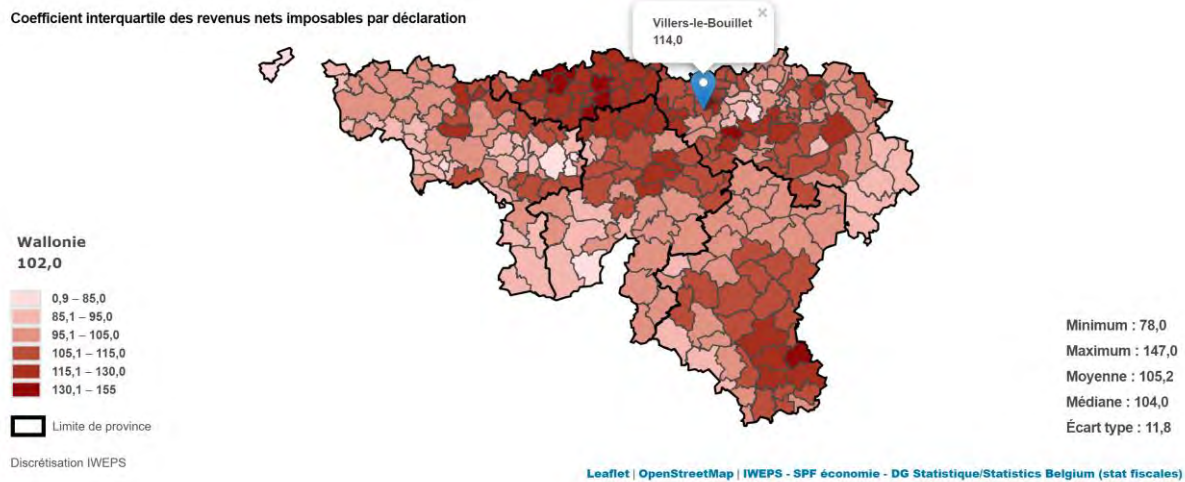 Coefficient interquartile des revenus nets imposables par déclaration
Villers-le-Bouillet
114,0
×
Wallonie
102,0
0,9 – 85,0
85,1 – 95,0
95,1 – 105,0
105,1 – 115,0
115,1 – 130,0
130,1 – 155
Limite de province
Discrétisation IWEPS
Minimum : 78,0
Maximum : 147,0
Moyenne : 105,2
Médiane : 104,0
Écart type : 11,8
Leaflet | OpenStreetMap | IWEPS - SPF économie - DG Statistique/Statistics Belgium (stat fiscales)